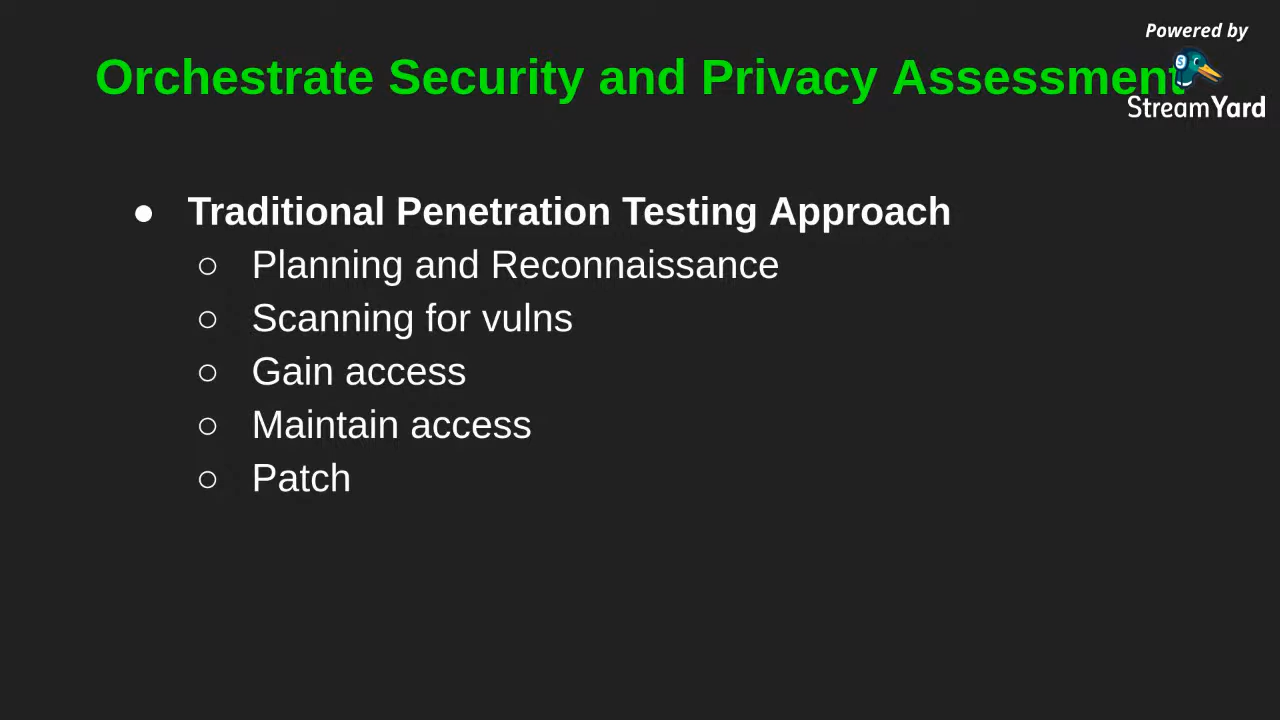 Powered by
Orchestrate Security and Privacy Assessment
StreamYard
● Traditional Penetration Testing Approach
○ Planning and Reconnaissance
○ Scanning for vulns
○ Gain access
○ Maintain access
○ Patch